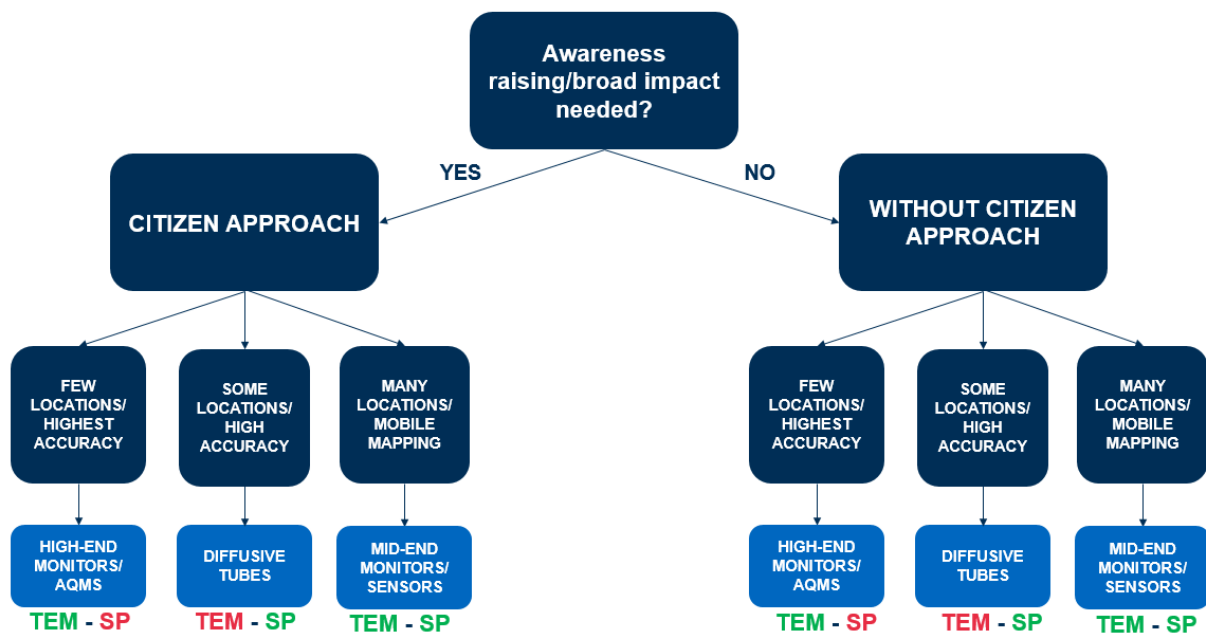 Awareness
raising/broad impact
needed?
YES
NO
CITIZEN APPROACH
WITHOUT CITIZEN
APPROACH
FEW
LOCATIONS/
HIGHEST
ACCURACY
SOME
LOCATIONS/
HIGH
ACCURACY
MANY
LOCATIONS/
MOBILE
MAPPING
FEW
LOCATIONS/
HIGHEST
ACCURACY
SOME
LOCATIONS/
HIGH
ACCURACY
MANY
LOCATIONS/
MOBILE
MAPPING
HIGH-END
MONITORS/
AQMS
DIFFUSIVE
TUBES
MID-END
MONITORS/
SENSORS
HIGH-END
MONITORS/
AQMS
DIFFUSIVE
TUBES
MID-END
MONITORS/
SENSORS
TEM - SP
TEM - SP
TEM - SP
TEM - SP
TEM - SP
TEM - SP